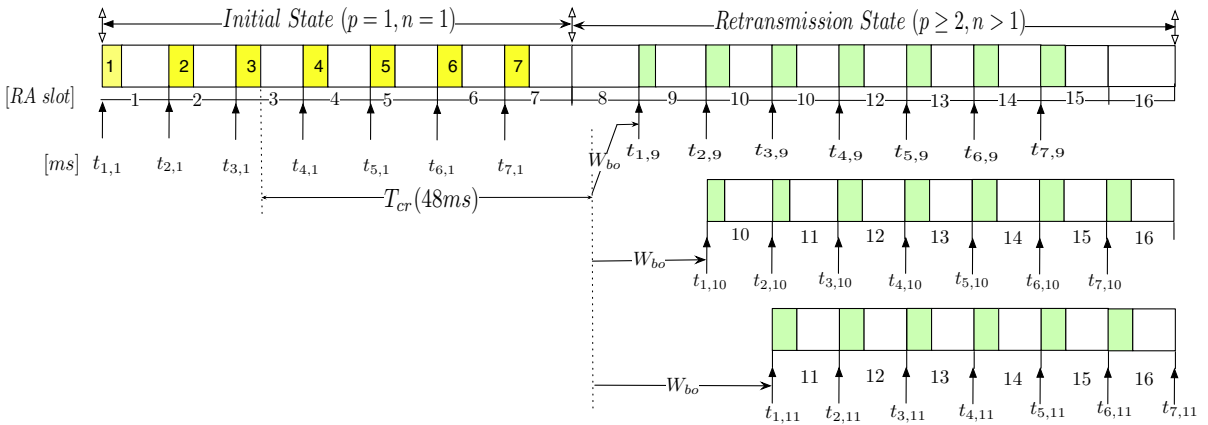 Initial State (p = 1, n = 1) Retransmission State (p ≥ 2, n > 1)
1 2 3 4 5 6 7
[RA slot] 1 2 3 4 5 6 7 8 9 10 10 12 13 14 15 16
[ms] t1,1 t2,1 t3,1 t4,1 t5,1 t6,1 t7,1 Wbo t1,9 t2,9 t3,9 t4,9 t5,9 t6,9 t7,9
Tcr(48ms)
10 11 12 13 14 15 16
Wbo
t1,10 t2,10 t3,10 t4,10 t5,10 t6,10 t7,10
11 12 13 14 15 16
Wbo
t1,11 t2,11 t3,11 t4,11 t5,11 t6,11 t7,11